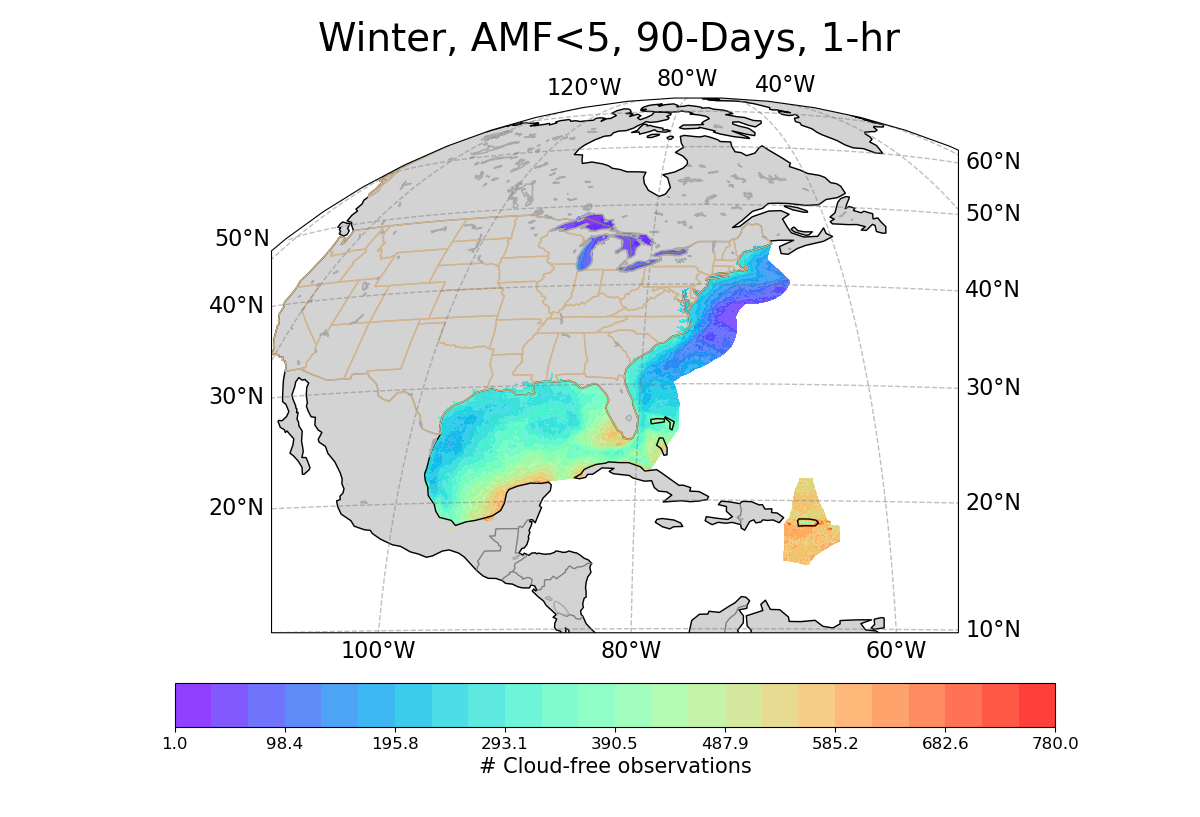 Winter, AMF<5, 90-Days, 1-hr
120°W 80°W 40°W
60°N
50°N
50°N
40°N
40°N
30°N
30°N
20°N
20°N
10°N
100°W 80°W 60°W
1.0 98.4 195.8 293.1 390.5 487.9 585.2 682.6 780.0
# Cloud-free observations